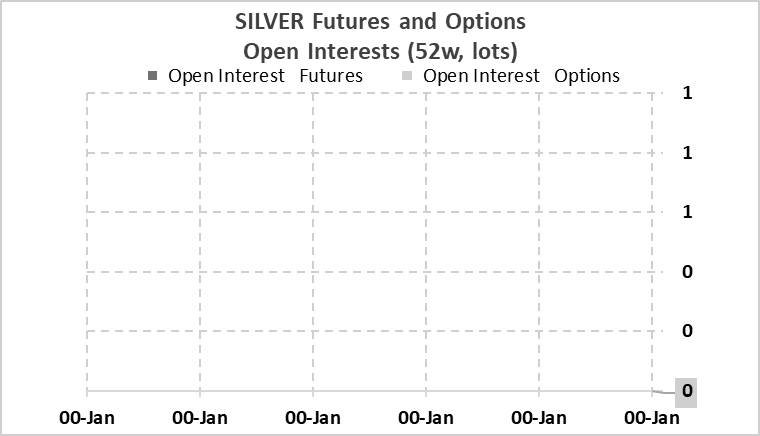 SILVER Futures and Options
Open Interests (52w, lots)
Open Interest Futures Open Interest Options
1
1
1
0
0
0
00-Jan 00-Jan 00-Jan 00-Jan 00-Jan 00-Jan